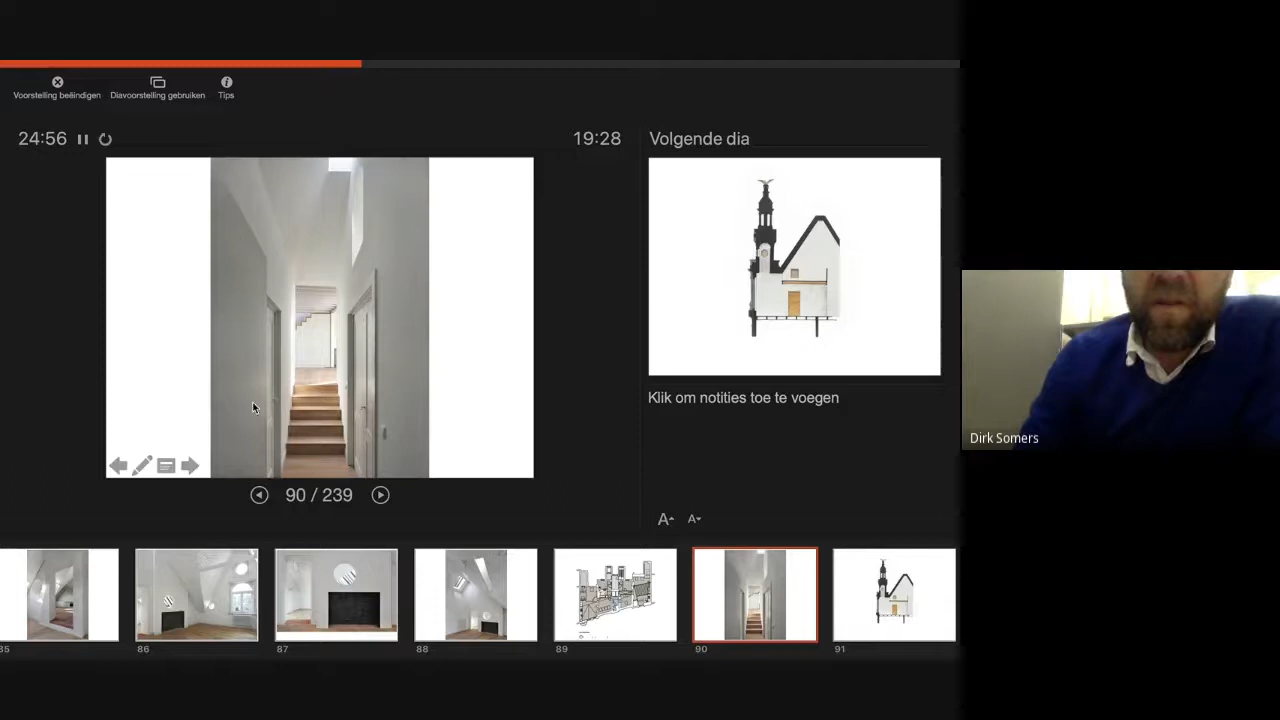 Voorstelling beëindigen
Diavoorstelling gebruiken
Tips
24:56
19:28
Volgende dia
Klik om notities toe te voegen
Dirk Somers
90 / 239
A A
85
86
87
88
89
90
91